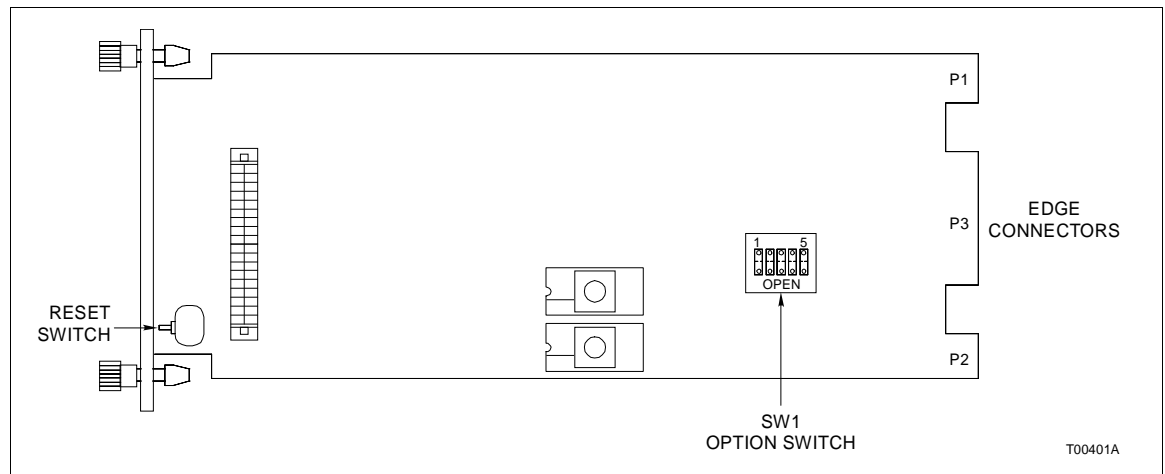 P1
EDGE
CONNECTORS
P3
1 5
OPEN
RESET
SWITCH
P2
SW1
OPTION SWITCH
T00401A